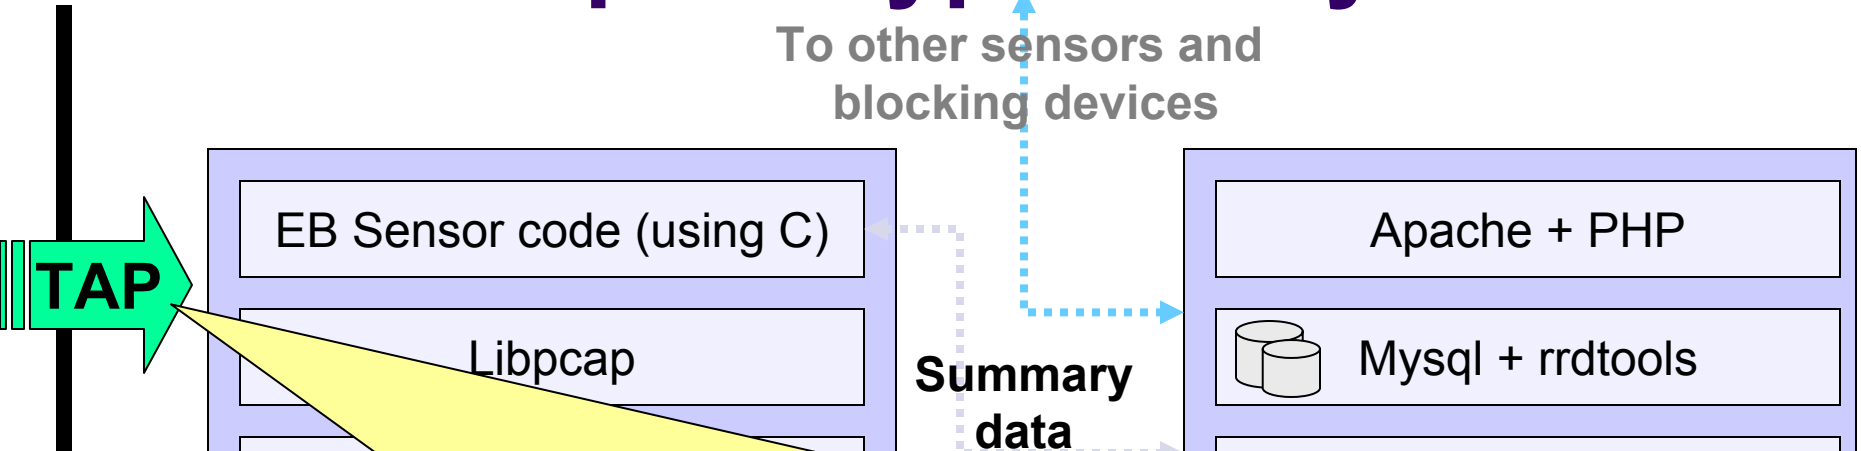 To other sensors and
blocking devices
EB Sensor code (using C)
Apache + PHP
TAP
Libpcap
Mysql + rrdtools
Summary
data